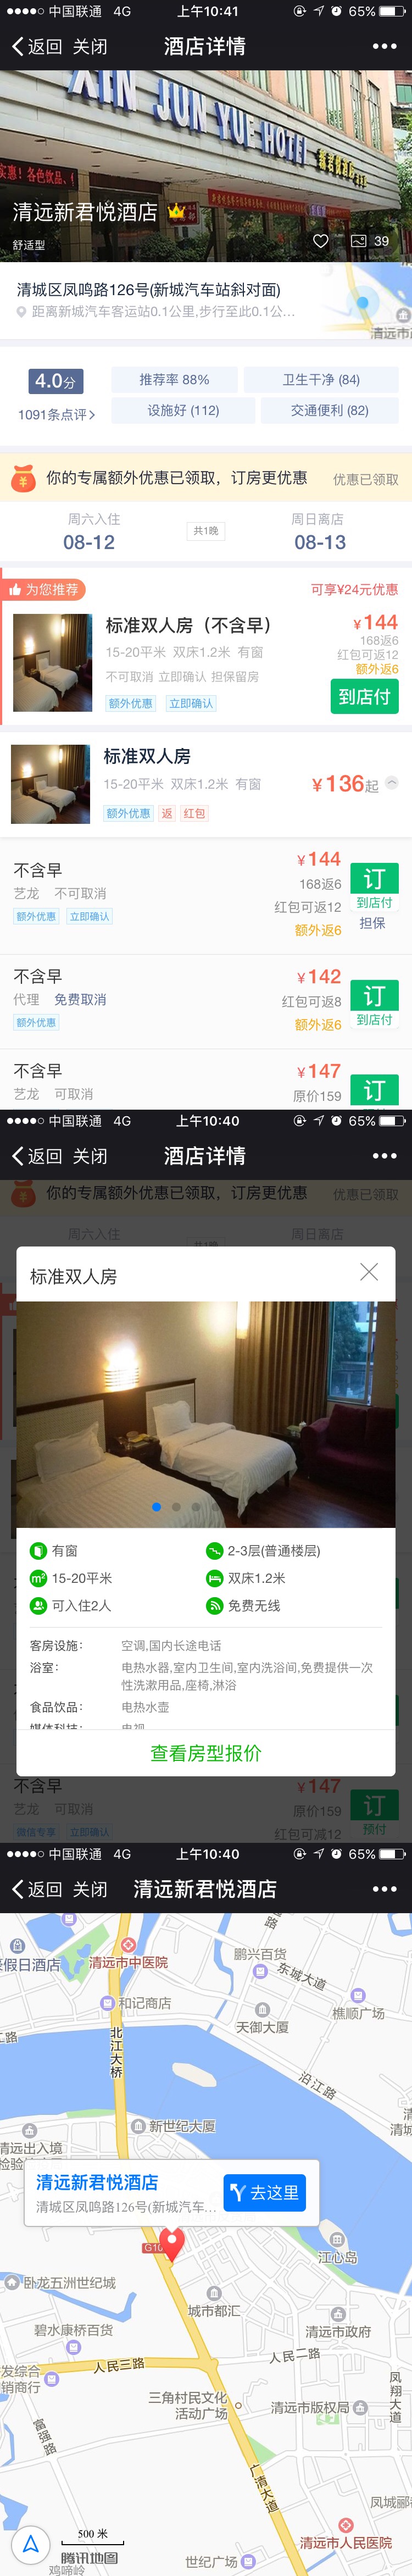 中国联通 4G 上午10:41 65%
返回 关闭 酒店详情
XIN JUN YUE HOTEL
实惠！各色饮品、
清远新君悦酒店
舒适型
39
清城区凤鸣路126号(新城汽车站斜对面)
距离新城汽车客运站0.1公里,步行至此0.1公...
清远市
4.0分
推荐率 88%
卫生干净 (84)
1091条点评
设施好 (112)
交通便利 (82)
你的专属额外优惠已领取，订房更优惠 优惠已领取
周六入住 周日离店
共1晚
08-12 08-13
为您推荐 可享¥24元优惠
标准双人房（不含早） ¥144
168返6
15-20平米 双床1.2米 有窗 红包可返12
额外返6
不可取消 立即确认 担保留房
到店付
额外优惠 立即确认
标准双人房
15-20平米 双床1.2米 有窗 ¥136起
额外优惠 返 红包
不含早 ¥144
艺龙 不可取消 168返6
额外优惠 立即确认 红包可返12
额外返6
订
到店付
担保
不含早 ¥142
代理 免费取消 红包可返8
额外优惠 额外返6
订
到店付
不含早 ¥147
艺龙 可取消 原价159
订
中国联通 4G 上午10:40 65%
返回 关闭 酒店详情
你的专属额外优惠已领取，订房更优惠 优惠已领取
周六入住 周日离店
标准双人房
有窗 2-3层(普通楼层)
15-20平米 双床1.2米
可入住2人 免费无线
客房设施： 空调,国内长途电话
浴室： 电热水器,室内卫生间,室内洗浴间,免费提供一次
性洗漱用品,座椅,淋浴
食品饮品： 电热水壶
媒体科技： 电视
查看房型报价
不含早 ¥147
艺龙 可取消 原价159
微信专享 立即确认 红包可减12
订
预付
中国联通 4G 上午10:40 65%
返回 关闭 清远新君悦酒店
假日酒店
清远市中医院
鹏兴百货
东城大道
和记商店
天御大厦
樵顺广场
北江大桥
沿江路
新世纪大厦
清远出入境
清远新君悦酒店
清城区凤鸣路126号(新城汽车...
去这里
G10
江心岛
卧龙五洲世纪城
城市都汇
碧水康桥百货
清远市政府
发综合
销商行
人民三路
人民二路
凤翔大道
三角村民文化
活动广场
清远市版权局
富强路
广清大道
凤城郦
500 米
腾讯地图
清远市人民医院
鸡啼岭
世纪广场